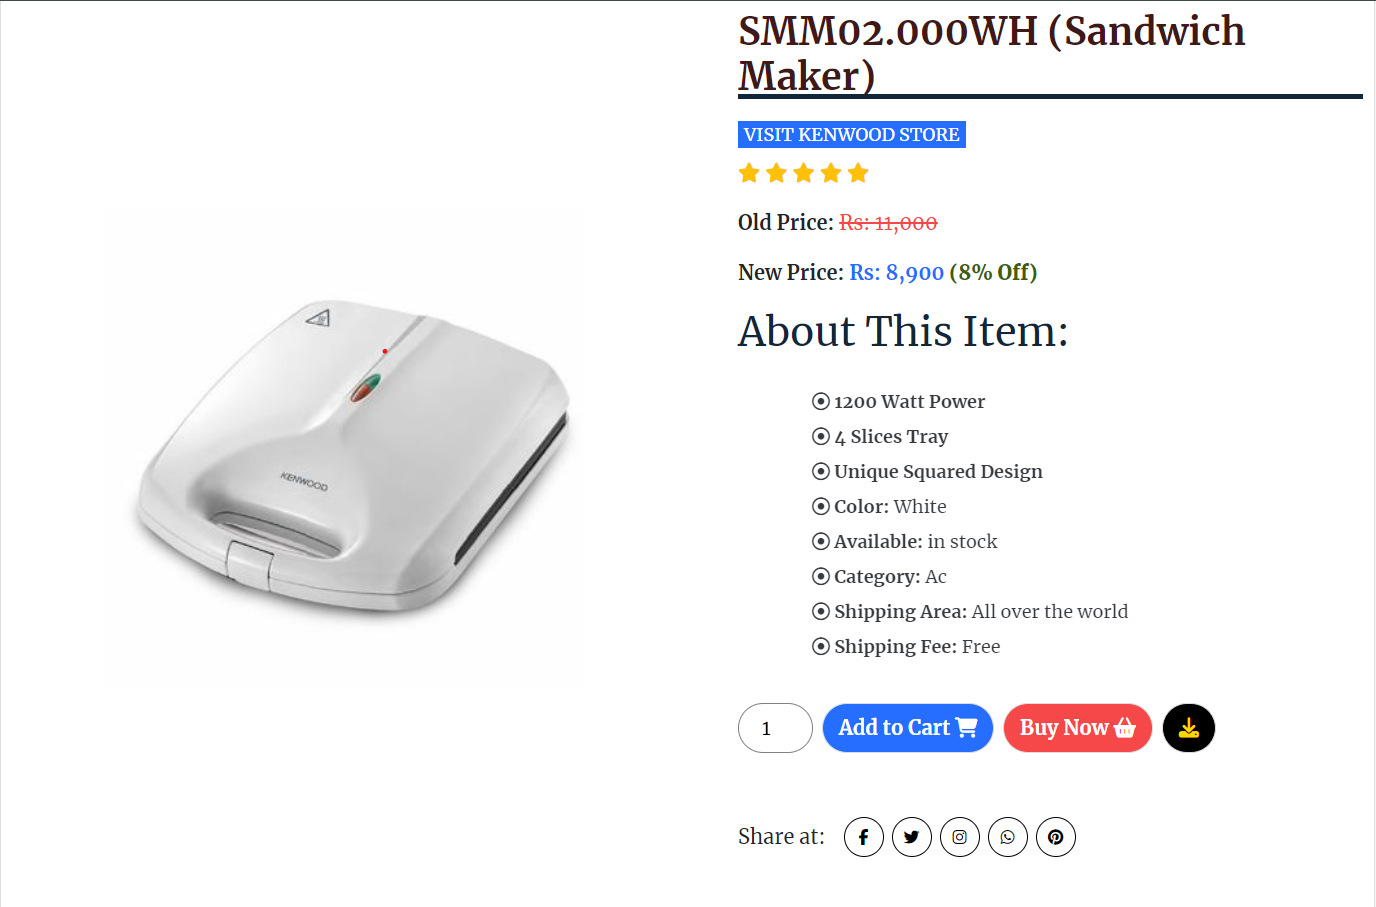 SMM02.000WH (Sandwich
Maker)
VISIT KENWOOD STORE
Old Price: Rs: 11,000
New Price: Rs: 8,900 (8% Off)
About This Item:
1200 Watt Power
4 Slices Tray
Unique Squared Design
Color: White
Available: in stock
Category: Ac
Shipping Area: All over the world
Shipping Fee: Free
KENWOOD
1 Add to Cart Buy Now
Share at: